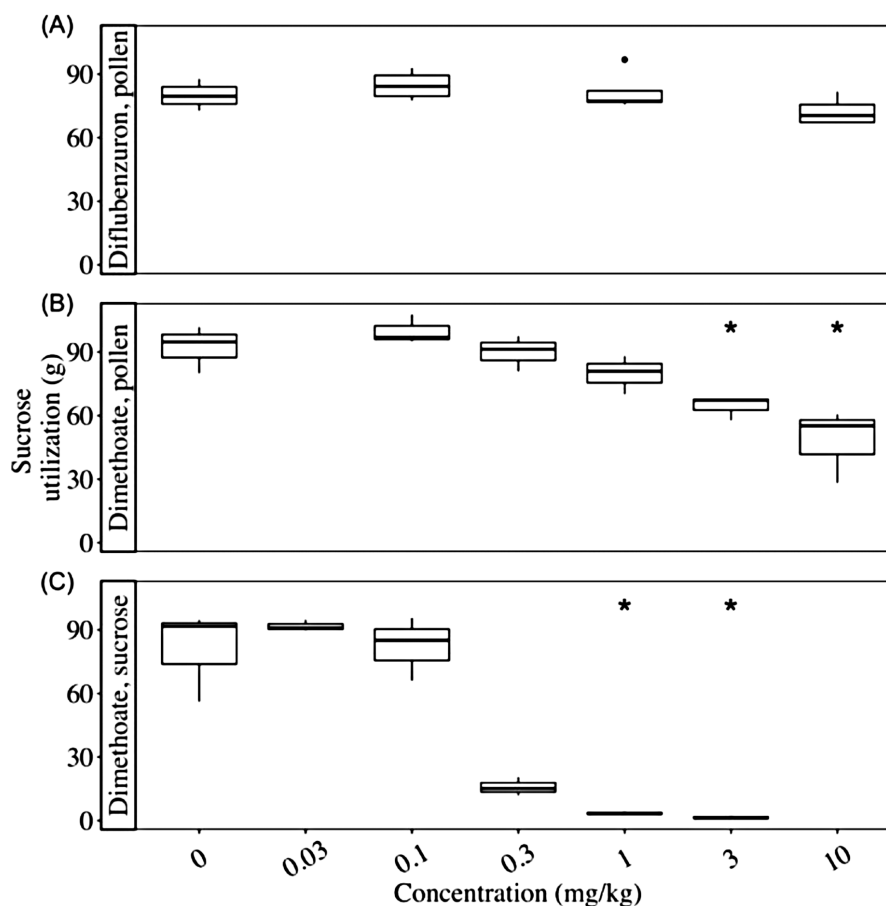 (A)
Diflubenzuron, pollen
90
60
30
0
(B)
Sucrose
utilization (g)
Dimethoate, pollen
90
60
30
0
*
*
(C)
Dimethoate, sucrose
90
60
30
0
*
*
0
0.03
0.1
0.3
1
3
10
Concentration (mg/kg)